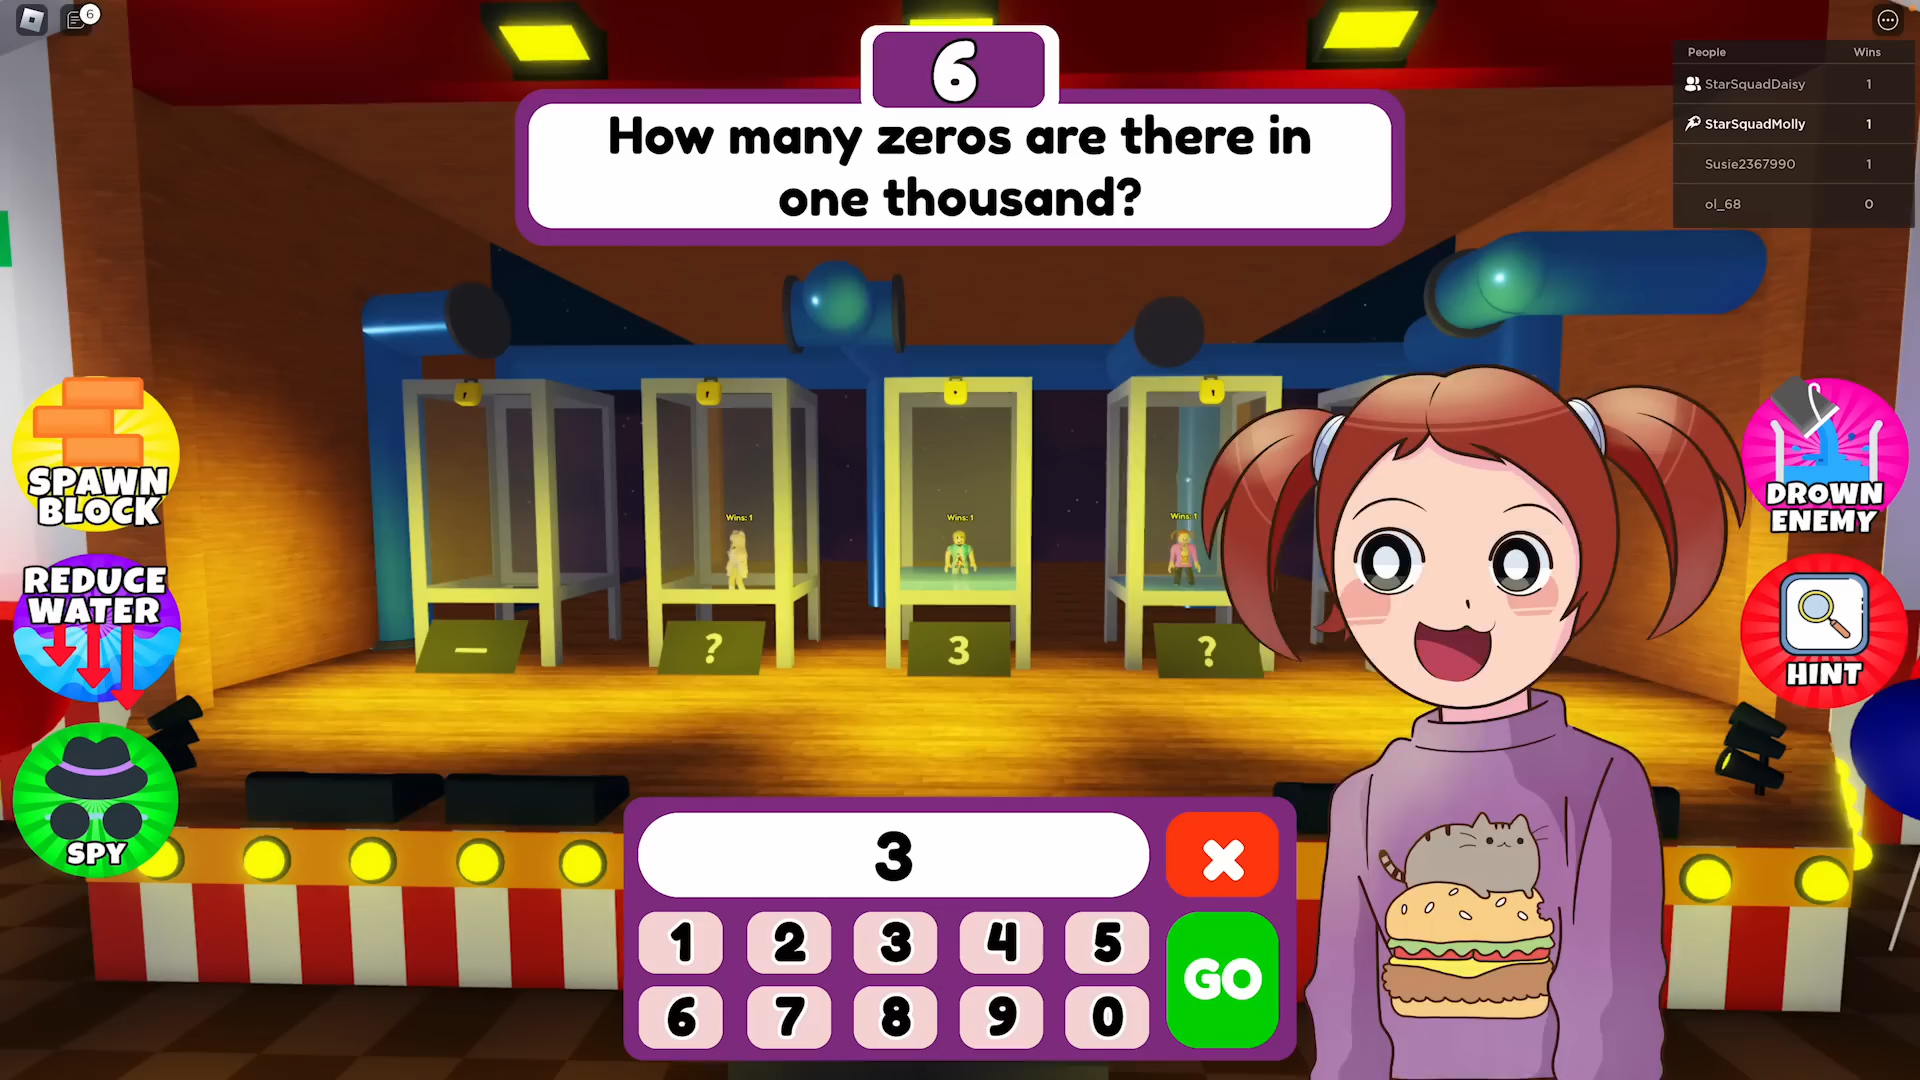 6
People Wins
StarSquadDaisy 1
StarSquadMolly 1
Susie2367990 1
ol_68 0
6
How many zeros are there in
one thousand?
SPAWN
BLOCK
REDUCE
WATER
SPY
DROWN
ENEMY
HINT
Wins: 1
Wins: 1
Wins: 1
–
?
3
?
3
1 2 3 4 5
6 7 8 9 0
GO